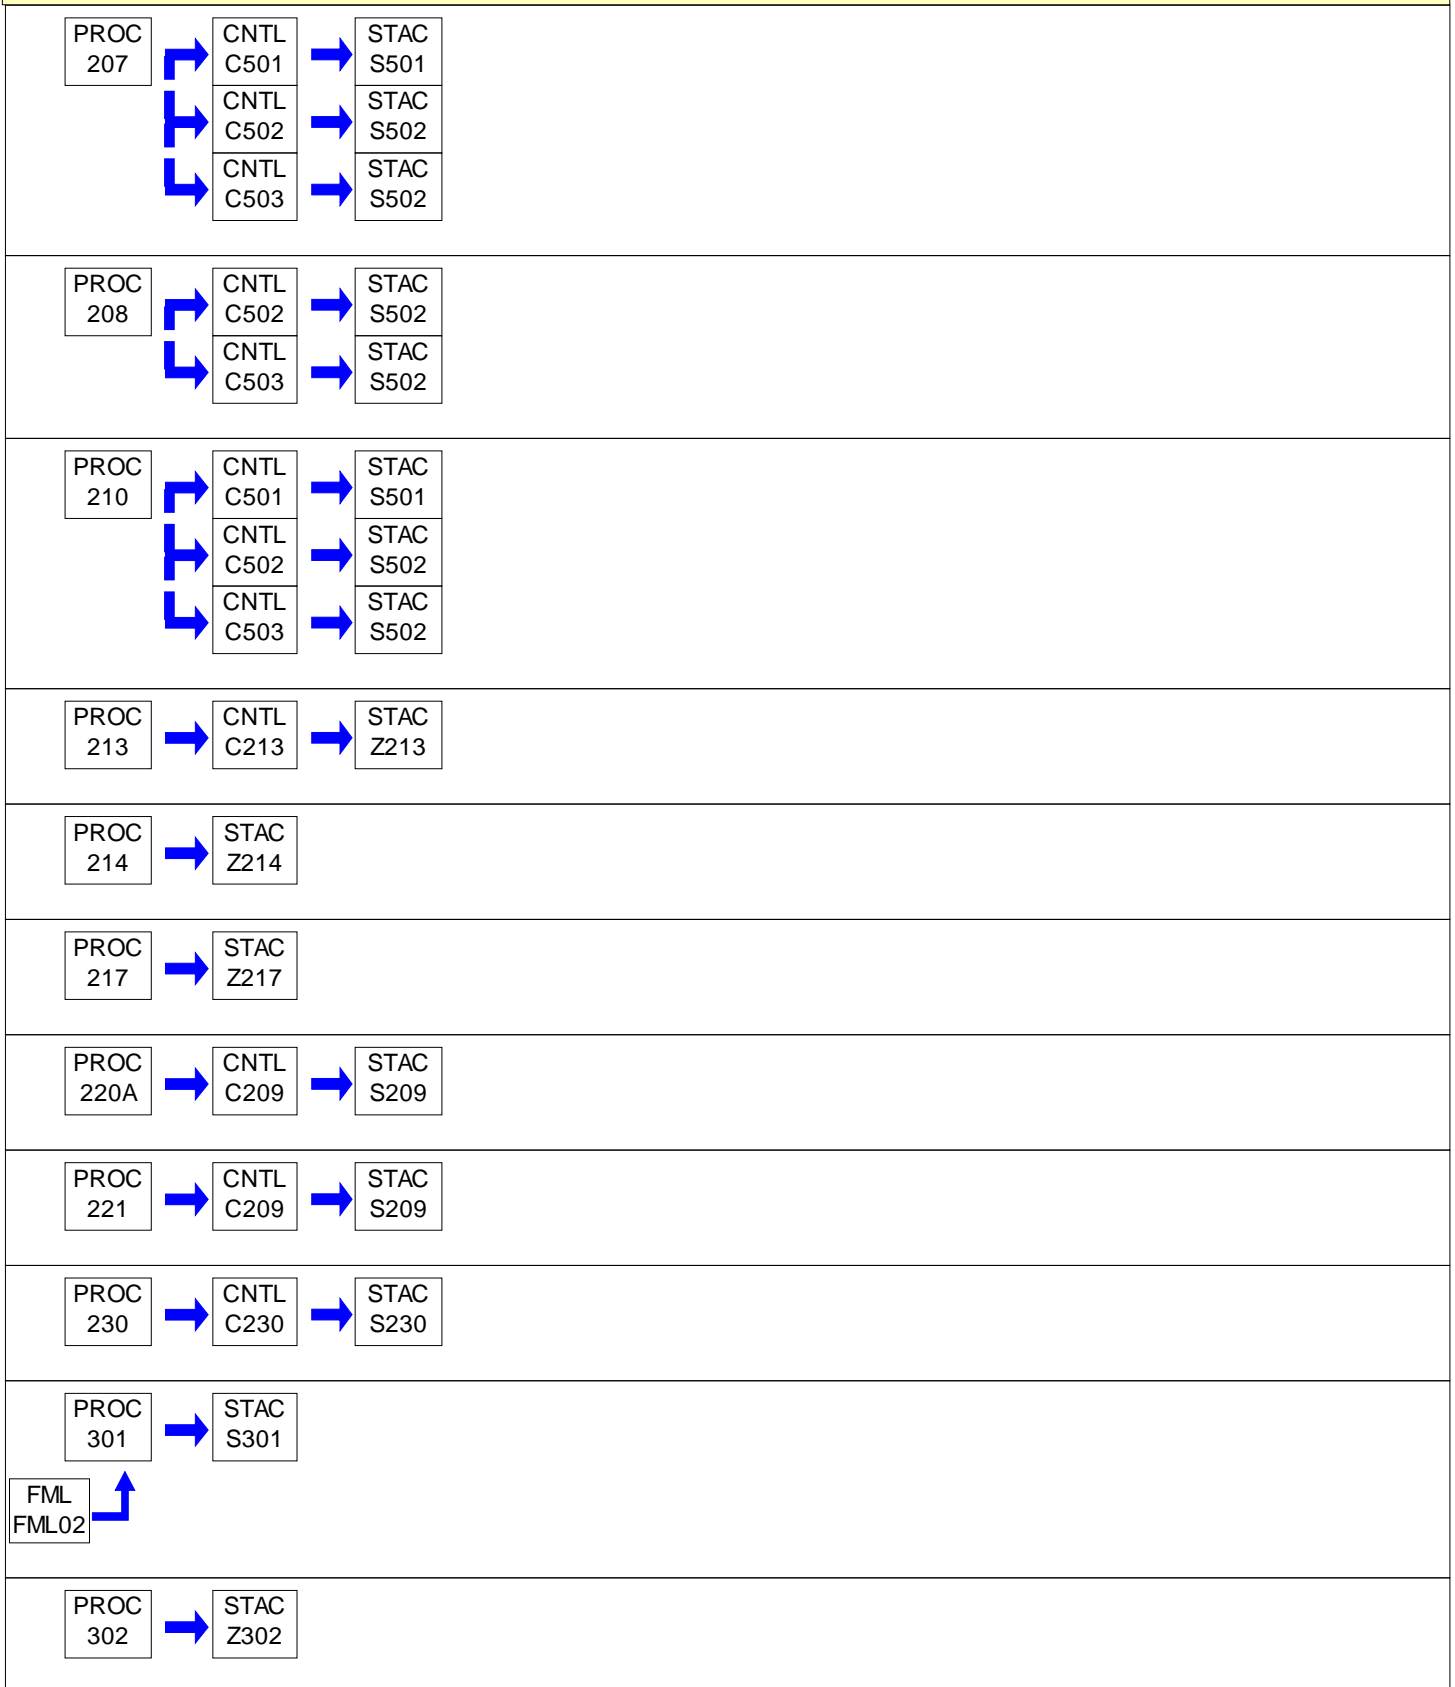 PROC CNTL STAC
207 C501 S501
CNTL STAC
C502 S502
CNTL STAC
C503 S502
PROC CNTL STAC
208 C502 S502
CNTL STAC
C503 S502
PROC CNTL STAC
210 C501 S501
CNTL STAC
C502 S502
CNTL STAC
C503 S502
PROC CNTL STAC
213 C213 Z213
PROC STAC
214 Z214
PROC STAC
217 Z217
PROC CNTL STAC
220A C209 S209
PROC CNTL STAC
221 C209 S209
PROC CNTL STAC
230 C230 S230
PROC STAC
301 S301
FML
FML02
PROC STAC
302 Z302